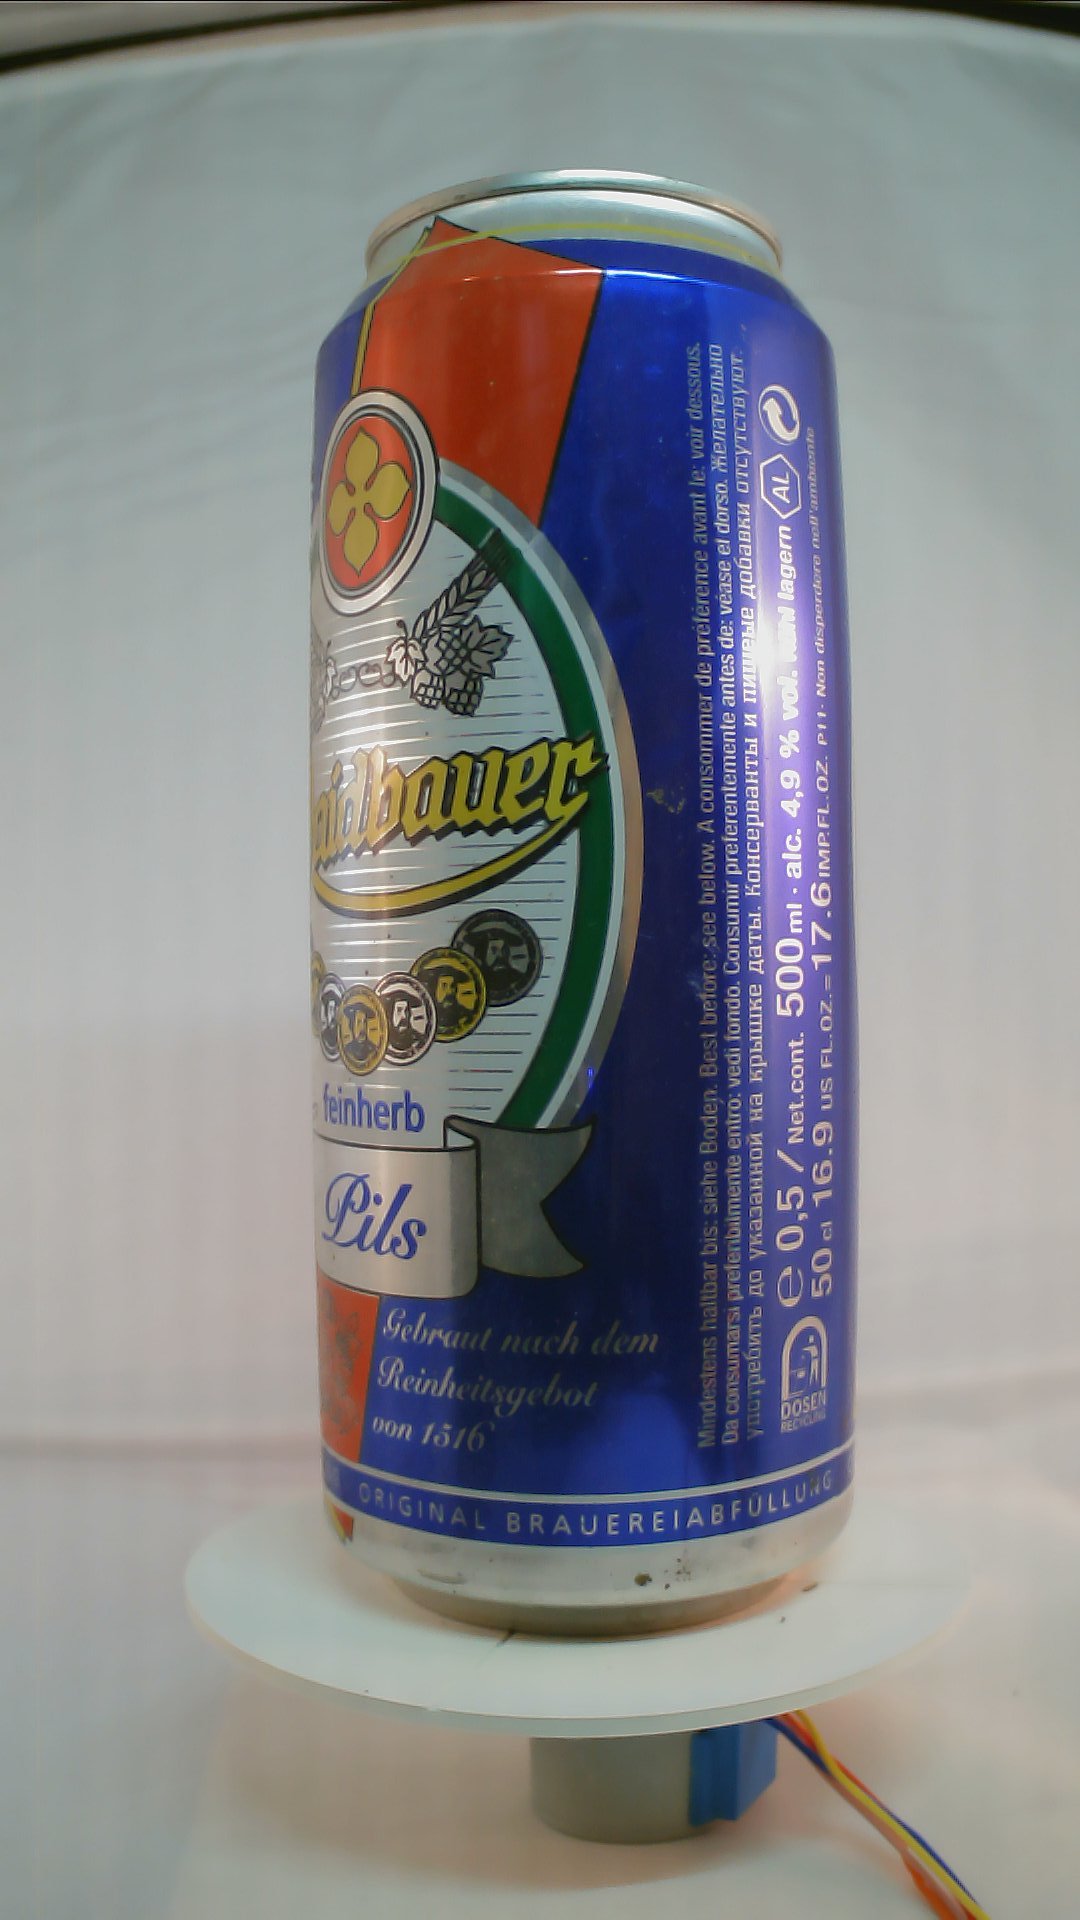 feinherb
Pils
Gebraut nach dem
Reinheitsgebot
von 1516
ORIGINAL BRAUEREIABFÜLLUNG
Mindestens haltbar bis: siehe Boden. Best before: see below. A consommer de préférence avant le: voir dessous.
Da consumarsi preferibilmente entro: vedi fondo. Consumir preferentemente antes de: véase el dorso. Желательно
употребить до указанной на крышке даты. Консерванты и пищевые добавки отсутствуют.
e 0,5 / Net.cont. 500 ml · alc. 4,9 % vol. kühl lagern AL
50 cl 16.9 US FL.OZ. = 17.6 IMP.FL.OZ. P11 - Non disperdere nell'ambiente
DOSEN
RECYCLING